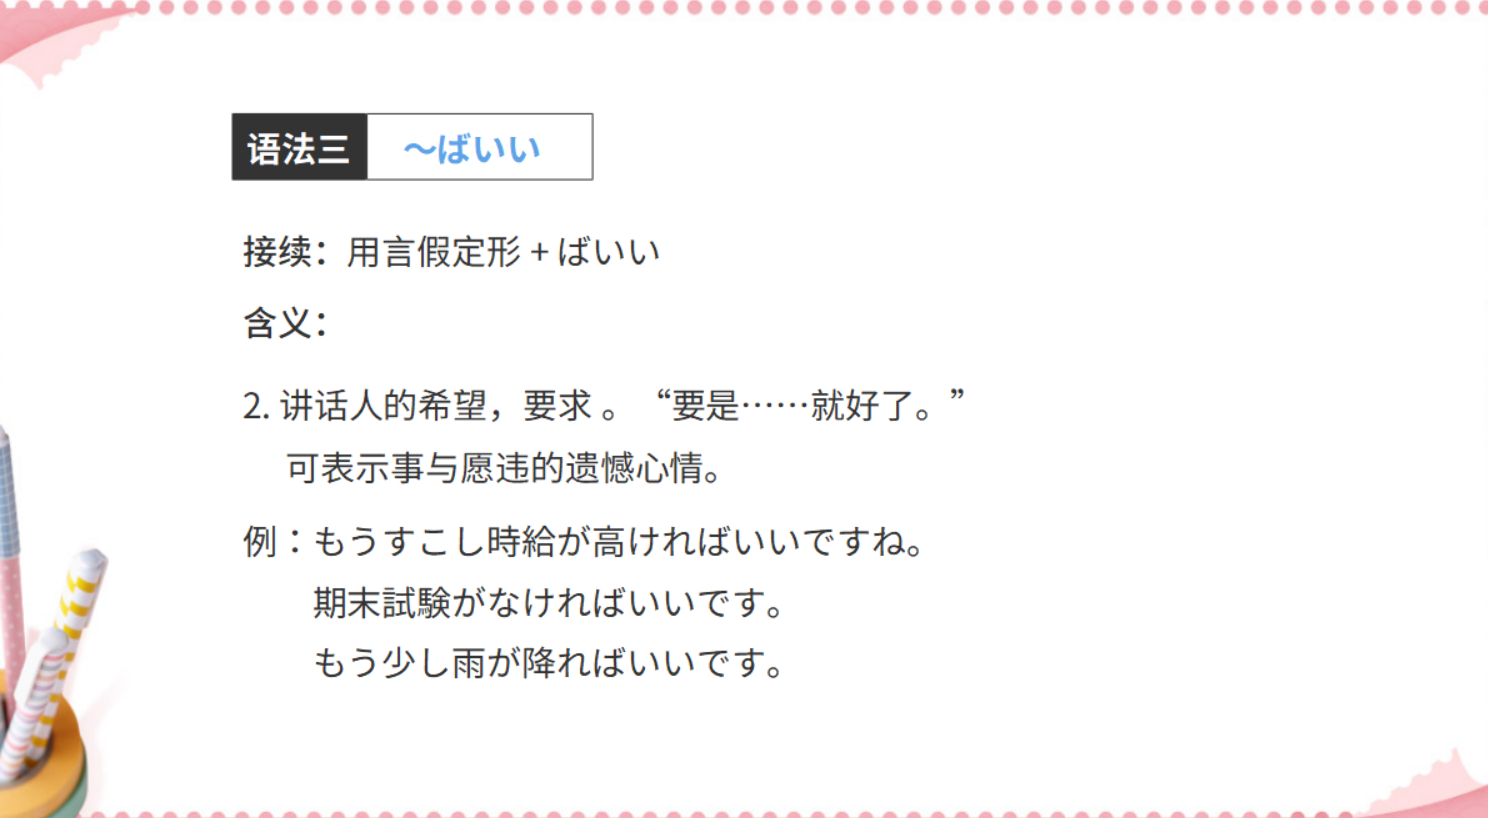 语法三 ～ばいい
接续：用言假定形 + ばいい
含义：
2. 讲话人的希望，要求 。 “要是……就好了。”
可表示事与愿违的遗憾心情。
例：もうすこし時給が高ければいいですね。
期末試験がなければいいです。
もう少し雨が降ればいいです。